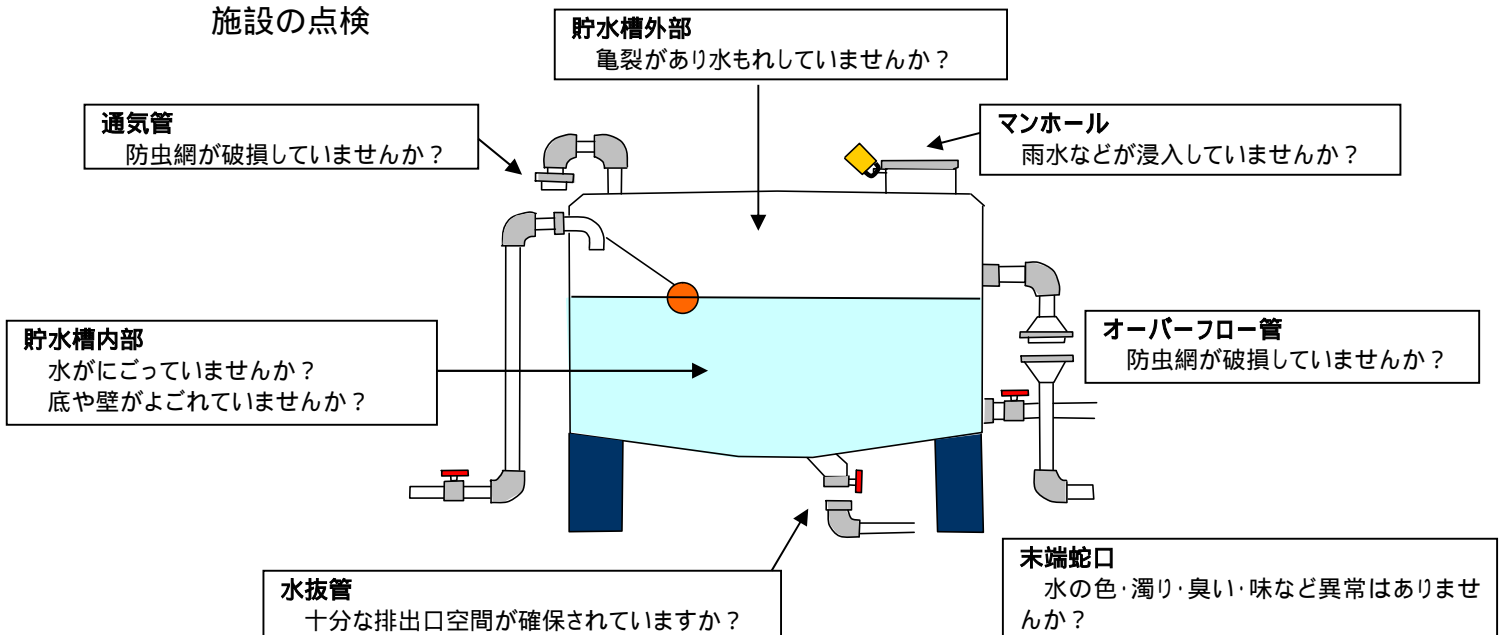 施設の点検
貯水槽外部
亀裂があり水もれしていませんか？
通気管
防虫網が破損していませんか？
マンホール
雨水などが浸入していませんか？
貯水槽内部
水がにごっていませんか？
底や壁がよごれていませんか？
オーバーフロー管
防虫網が破損していませんか？
水抜管
十分な排出口空間が確保されていますか？
末端蛇口
水の色・濁り・臭い・味など異常はありませ
んか？